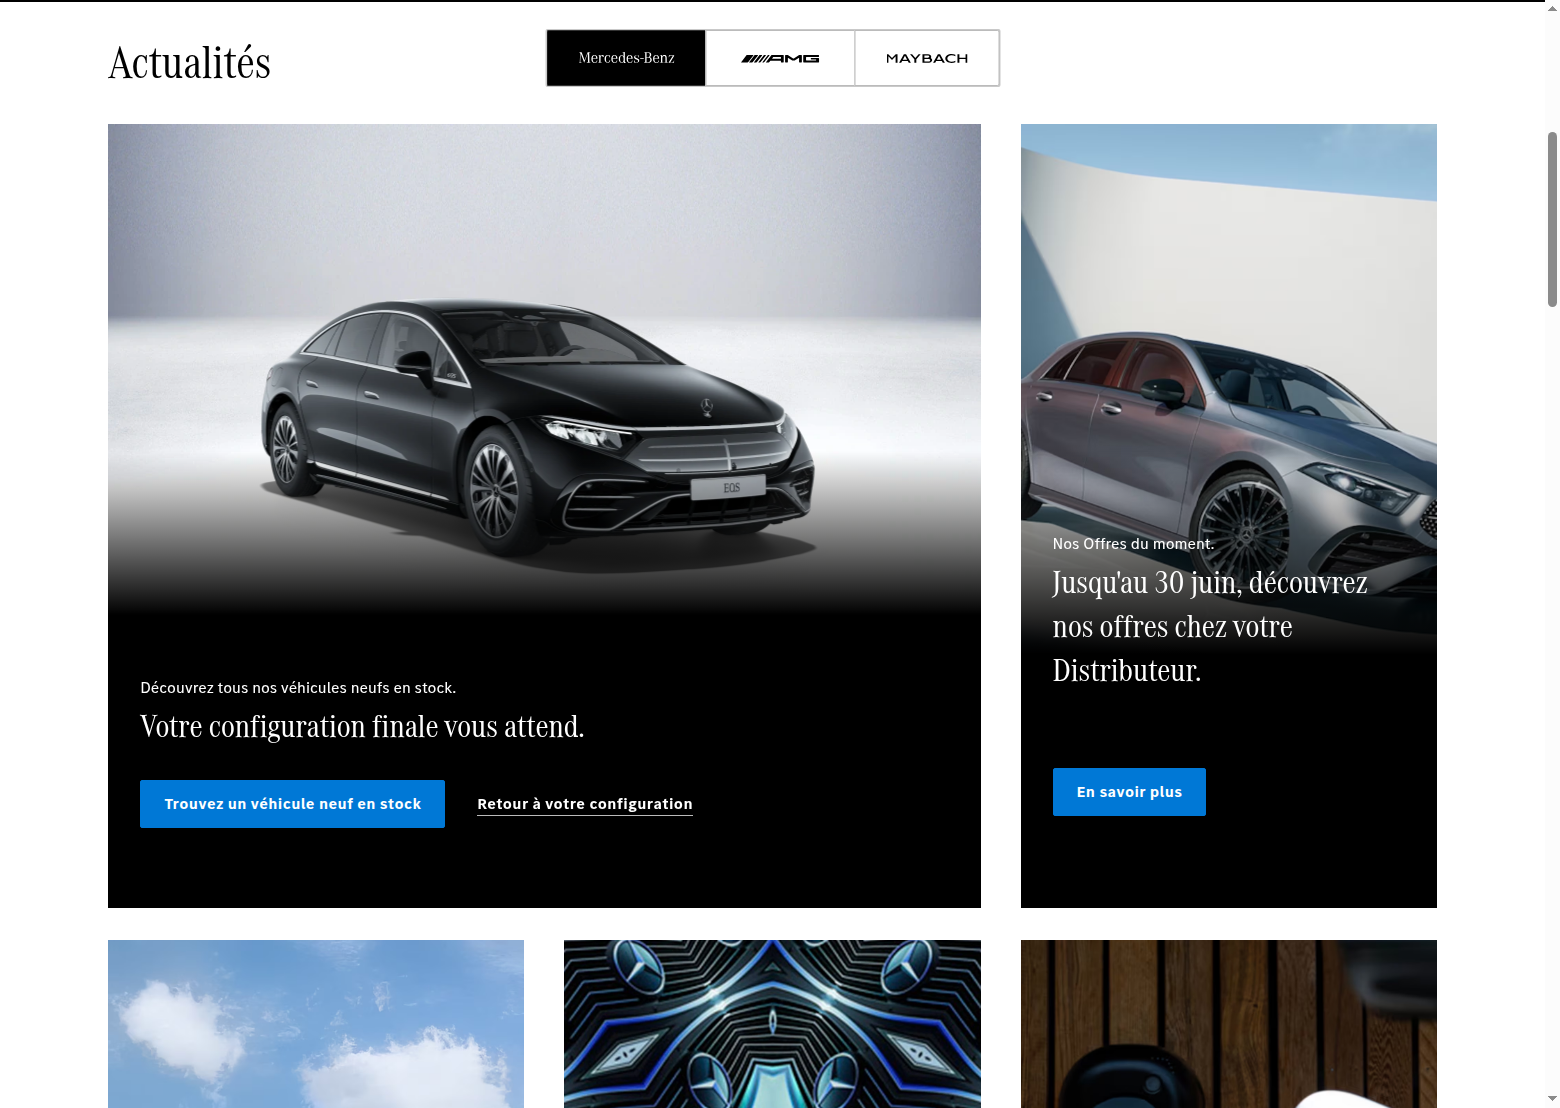 Actualités
Mercedes-Benz
AMG
MAYBACH
EQS
Découvrez tous nos véhicules neufs en stock.
Votre configuration finale vous attend.
Trouvez un véhicule neuf en stock
Retour à votre configuration
Nos Offres du moment.
Jusqu'au 30 juin, découvrez
nos offres chez votre
Distributeur.
En savoir plus